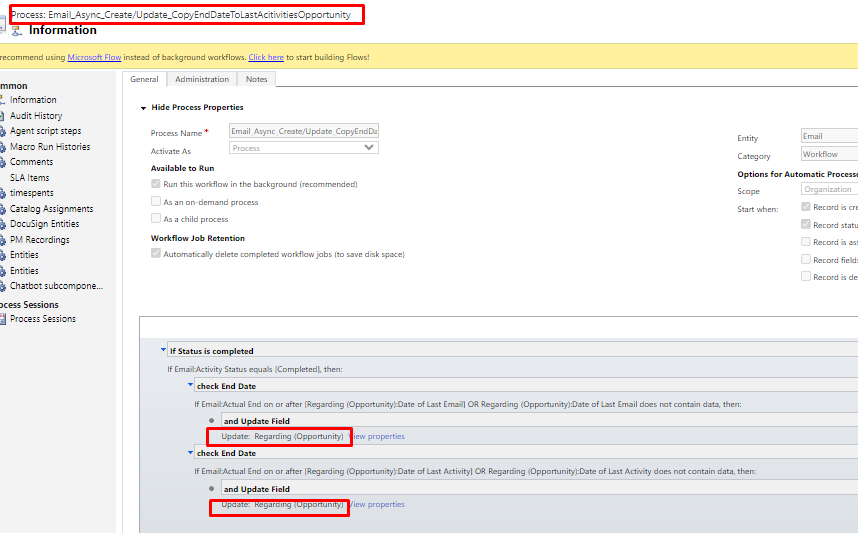 Process: Email_Async_Create/Update_CopyEndDateToLastAcitivitiesOpportunity
Information
recommend using Microsoft Flow instead of background workflows. Click here to start building Flows!
mmon
Information
Audit History
Agent script steps
Macro Run Histories
Comments
SLA Items
timespents
Catalog Assignments
DocuSign Entities
PM Recordings
Entities
Entities
Chatbot subcompone...
ocess Sessions
Process Sessions
General Administration Notes
Hide Process Properties
Process Name * Email_Async_Create/Update_CopyEndDa
Activate As Process
Available to Run
Run this workflow in the background (recommended)
As an on-demand process
As a child process
Workflow Job Retention
Automatically delete completed workflow jobs (to save disk space)
Entity Email
Category Workflow
Options for Automatic Processe
Scope Organization
Start when: Record is cre
Record statu
Record is ass
Record fields
Record is de
If Status is completed
If Email:Activity Status equals [Completed], then:
check End Date
If Email:Actual End on or after [Regarding (Opportunity):Date of Last Email] OR Regarding (Opportunity):Date of Last Email does not contain data, then:
and Update Field
Update: Regarding (Opportunity) View properties
check End Date
If Email:Actual End on or after [Regarding (Opportunity):Date of Last Activity] OR Regarding (Opportunity):Date of Last Activity does not contain data, then:
and Update Field
Update: Regarding (Opportunity) View properties